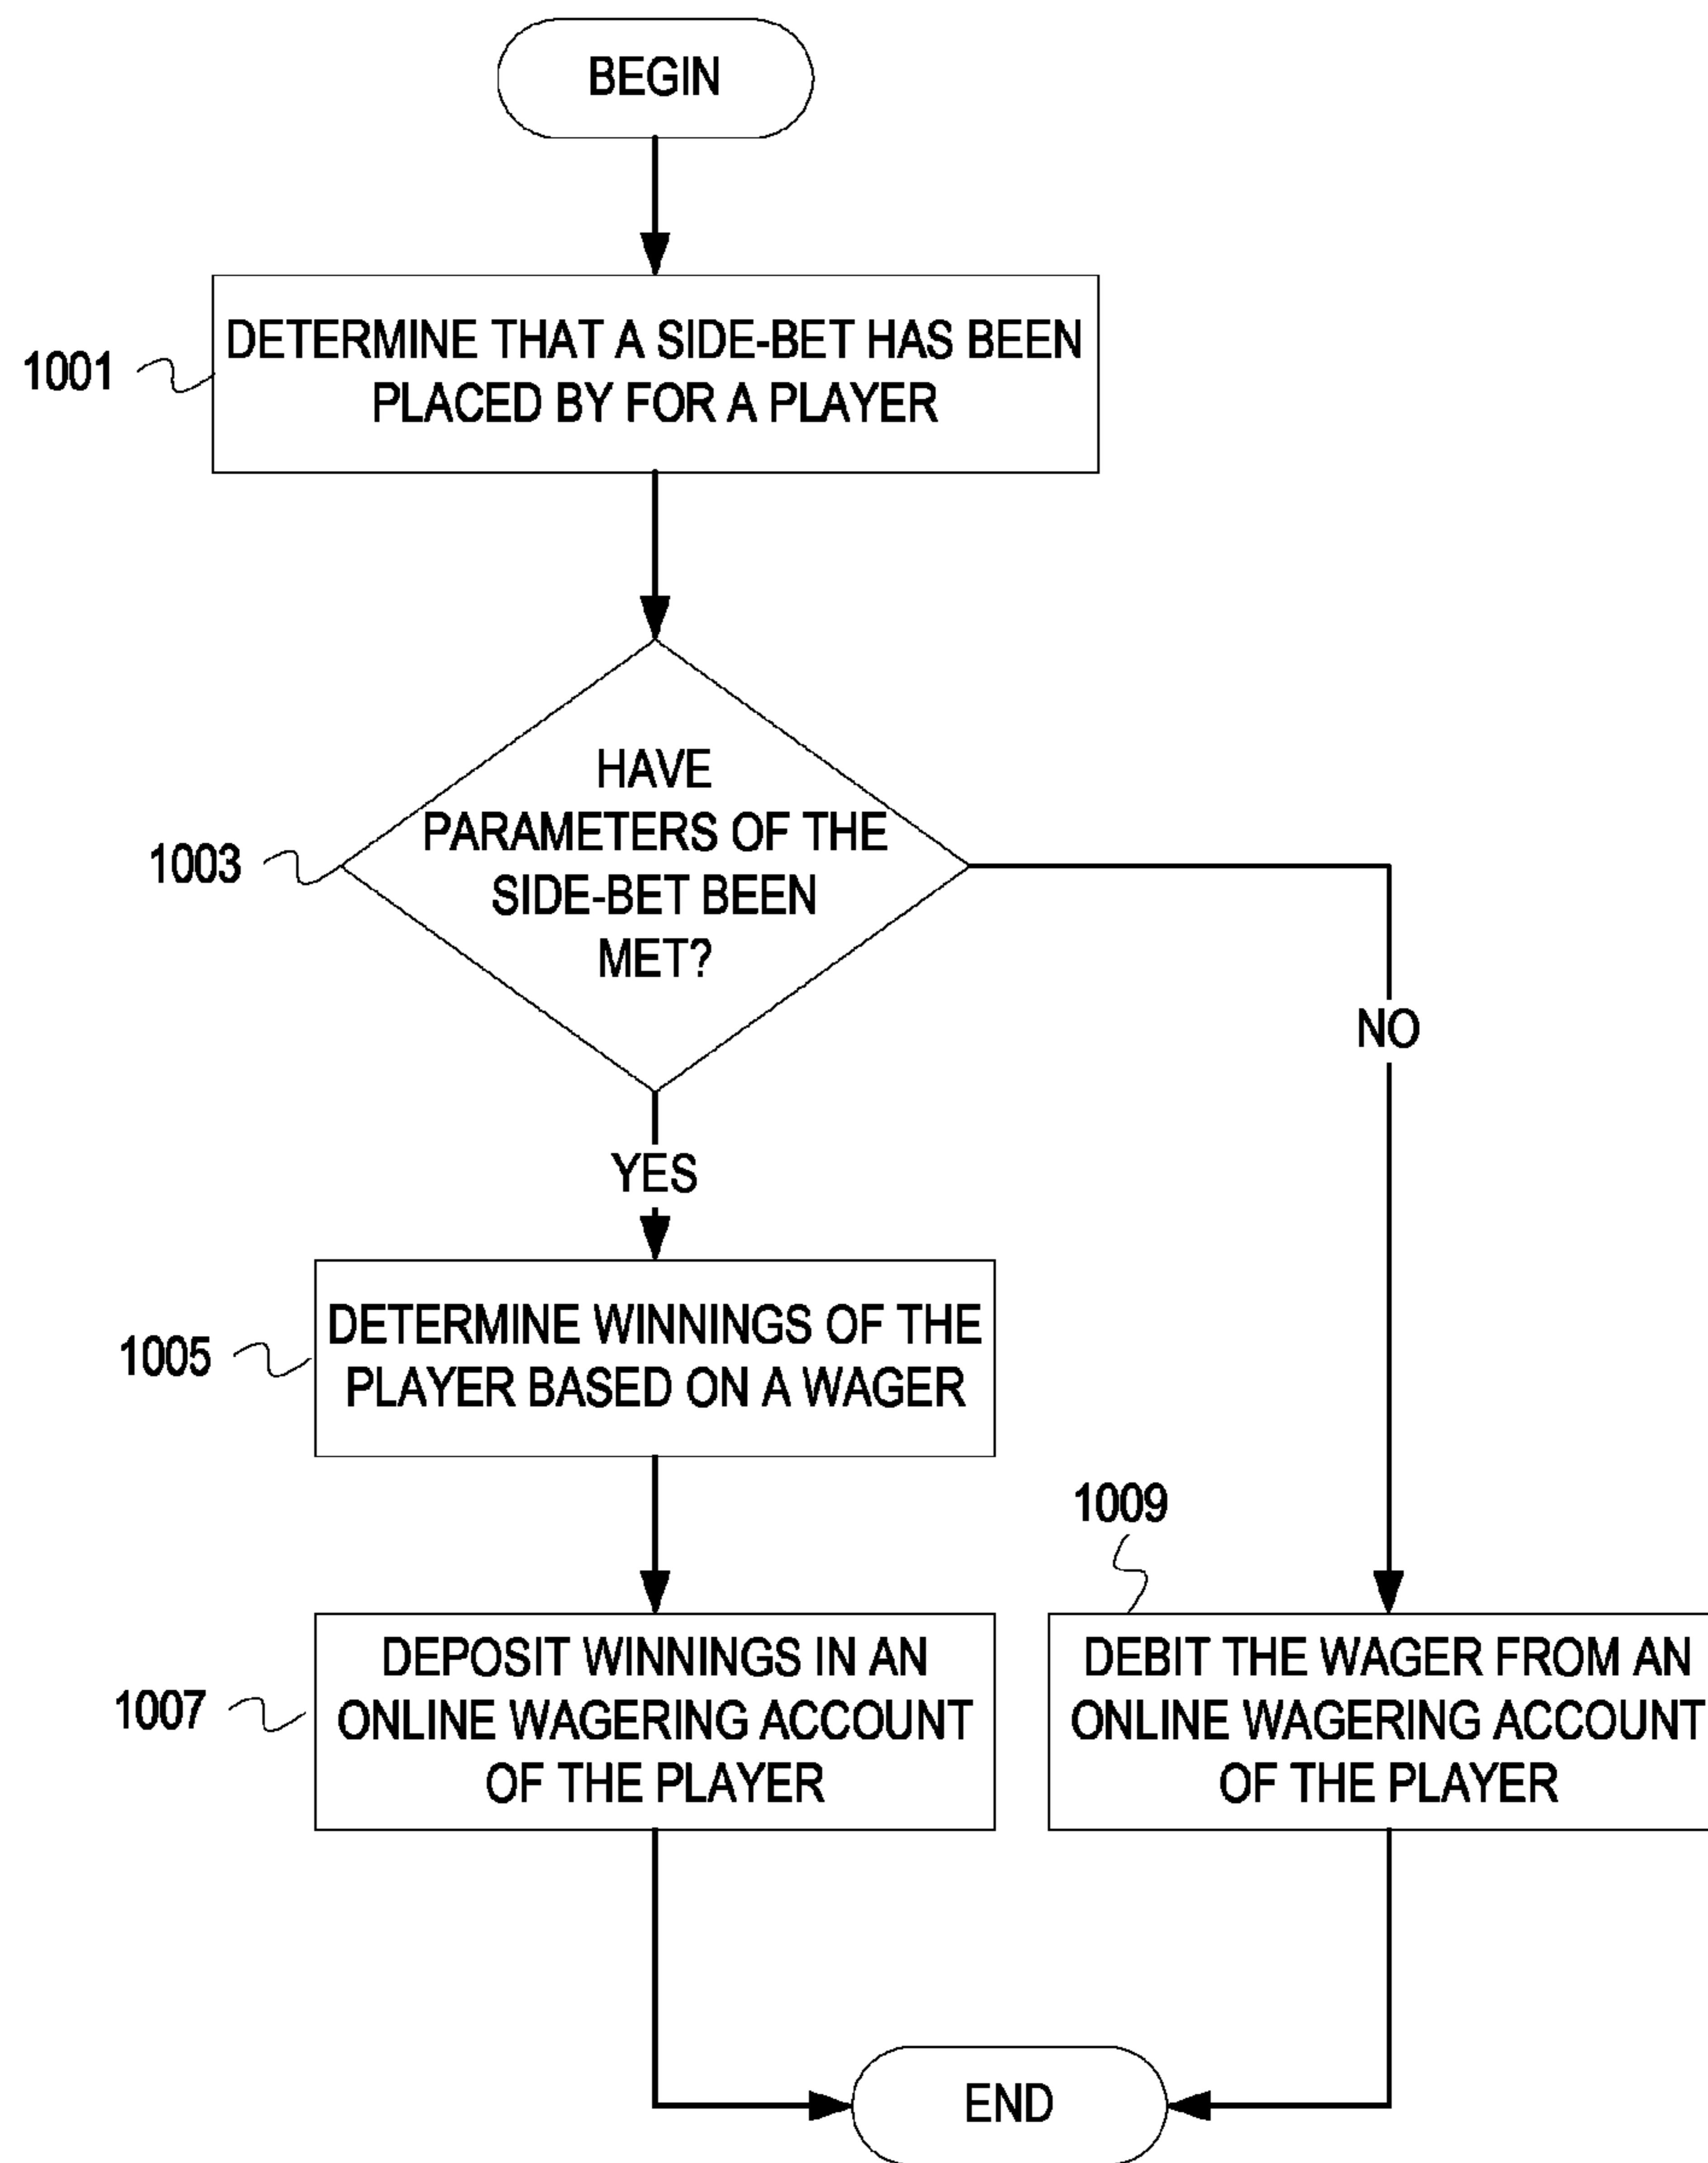 BEGIN
1001
DETERMINE THAT A SIDE-BET HAS BEEN
PLACED BY FOR A PLAYER
1003
HAVE
PARAMETERS OF THE
SIDE-BET BEEN
MET?
NO
YES
1005
DETERMINE WINNINGS OF THE
PLAYER BASED ON A WAGER
1009
1007
DEPOSIT WINNINGS IN AN
ONLINE WAGERING ACCOUNT
OF THE PLAYER
DEBIT THE WAGER FROM AN
ONLINE WAGERING ACCOUNT
OF THE PLAYER
END